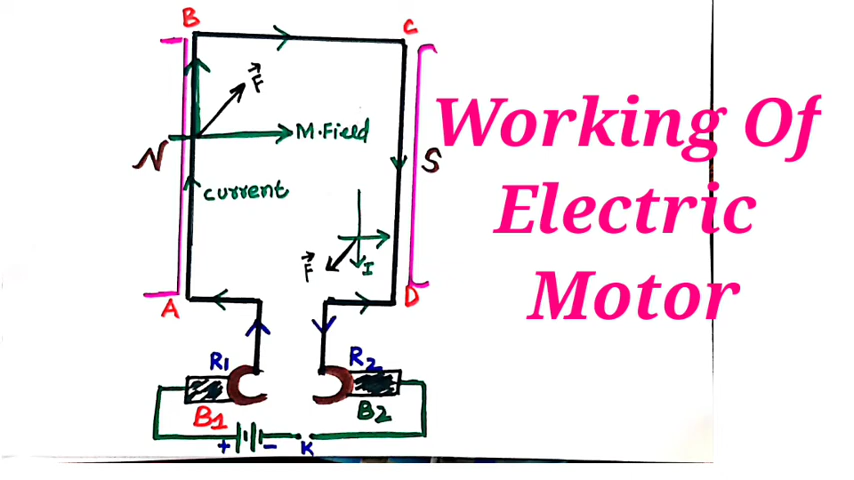 B
C
F
N
M.Field
S
current
F
I
A
D
R1
R2
B1
B2
+
-
K
Working Of
Electric
Motor